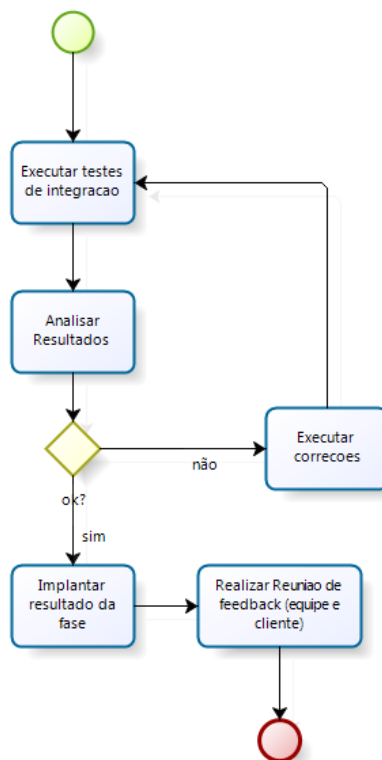 Executar testes
de integracao
Analisar
Resultados
Executar
correcoes
não
ok?
sim
Implantar
resultado da
fase
Realizar Reuniao de
feedback (equipe e
cliente)